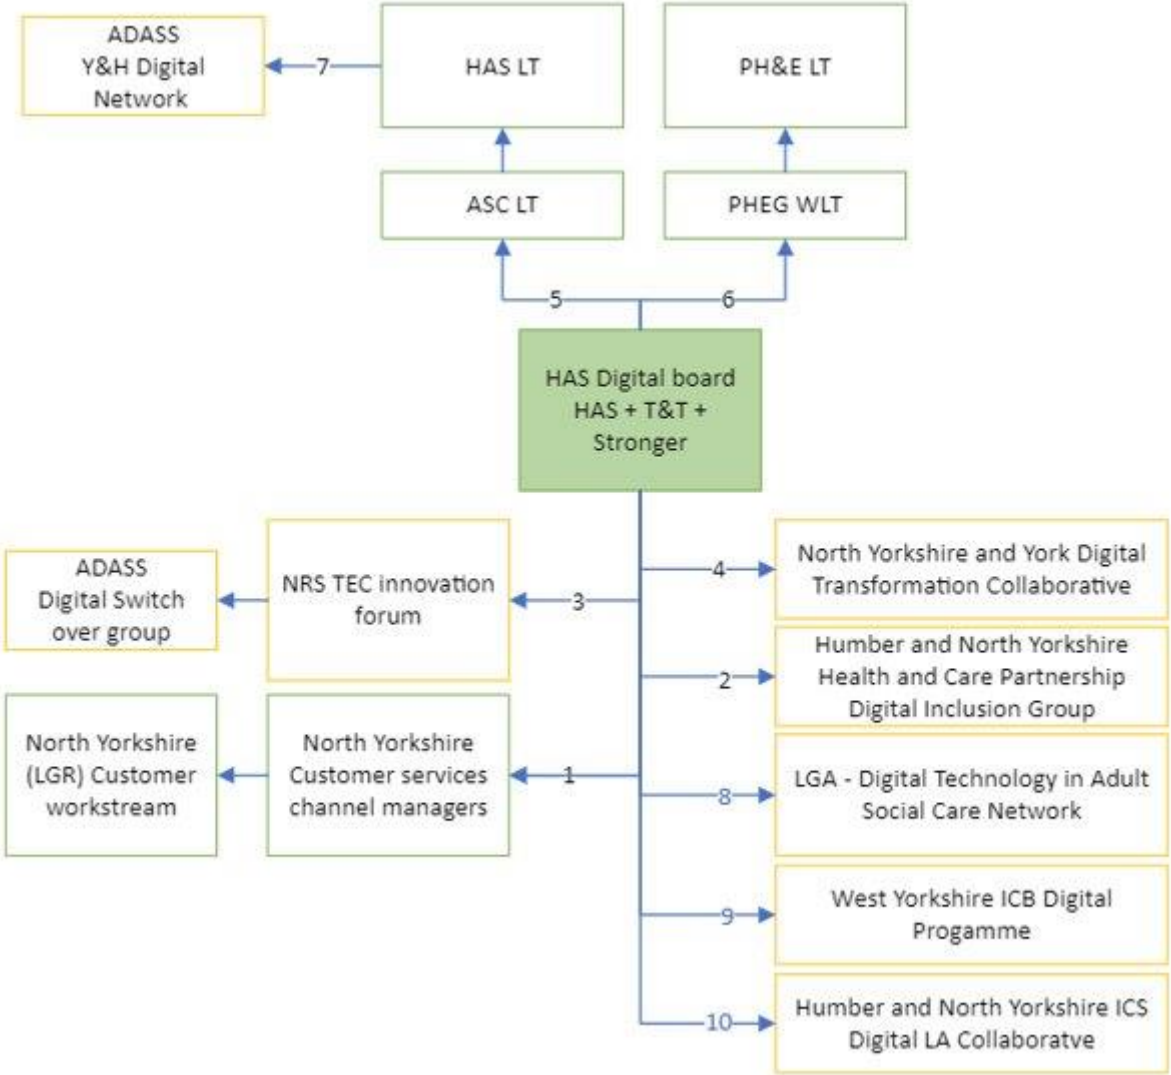 ADASS
Y&H Digital
Network
7
HAS LT
PH&E LT
ASC LT
PHEG WLT
5
6
HAS Digital board
HAS + T&T +
Stronger
ADASS
Digital Switch
over group
NRS TEC innovation
forum
3
4
North Yorkshire and York Digital
Transformation Collaborative
2
Humber and North Yorkshire
Health and Care Partnership
Digital Inclusion Group
North Yorkshire
(LGR) Customer
workstream
North Yorkshire
Customer services
channel managers
1
8
LGA - Digital Technology in Adult
Social Care Network
9
West Yorkshire ICB Digital
Progamme
10
Humber and North Yorkshire ICS
Digital LA Collaboratve